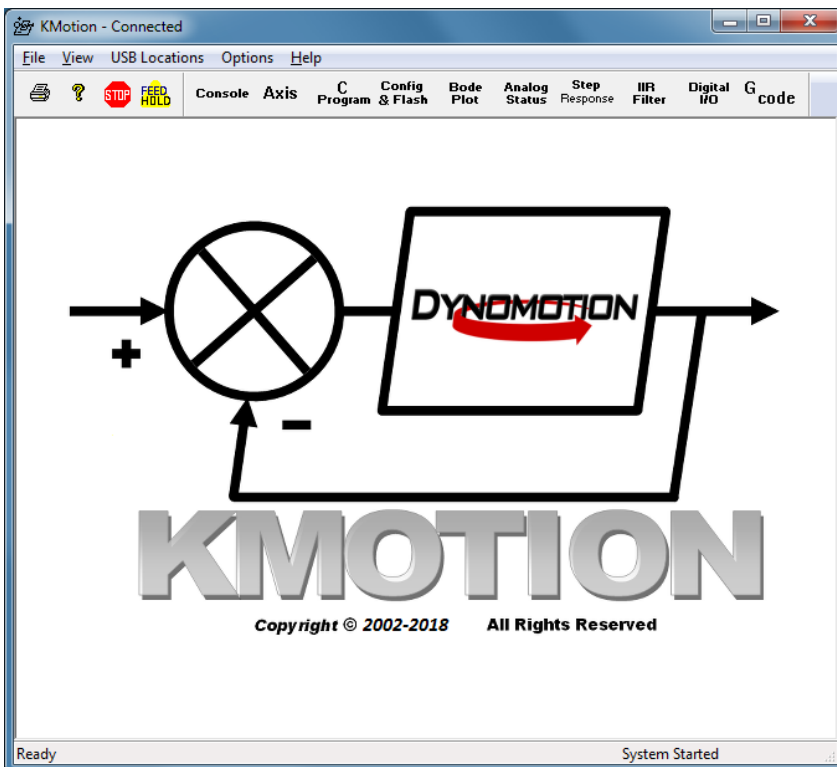 KMotion - Connected
File View USB Locations Options Help
STOP FEED HOLD Console Axis C Program Config & Flash Bode Plot Analog Status Step Response IIR Filter Digital I/O G code
DYNOMOTION
+
-
KMOTION
Copyright © 2002-2018 All Rights Reserved
Ready System Started